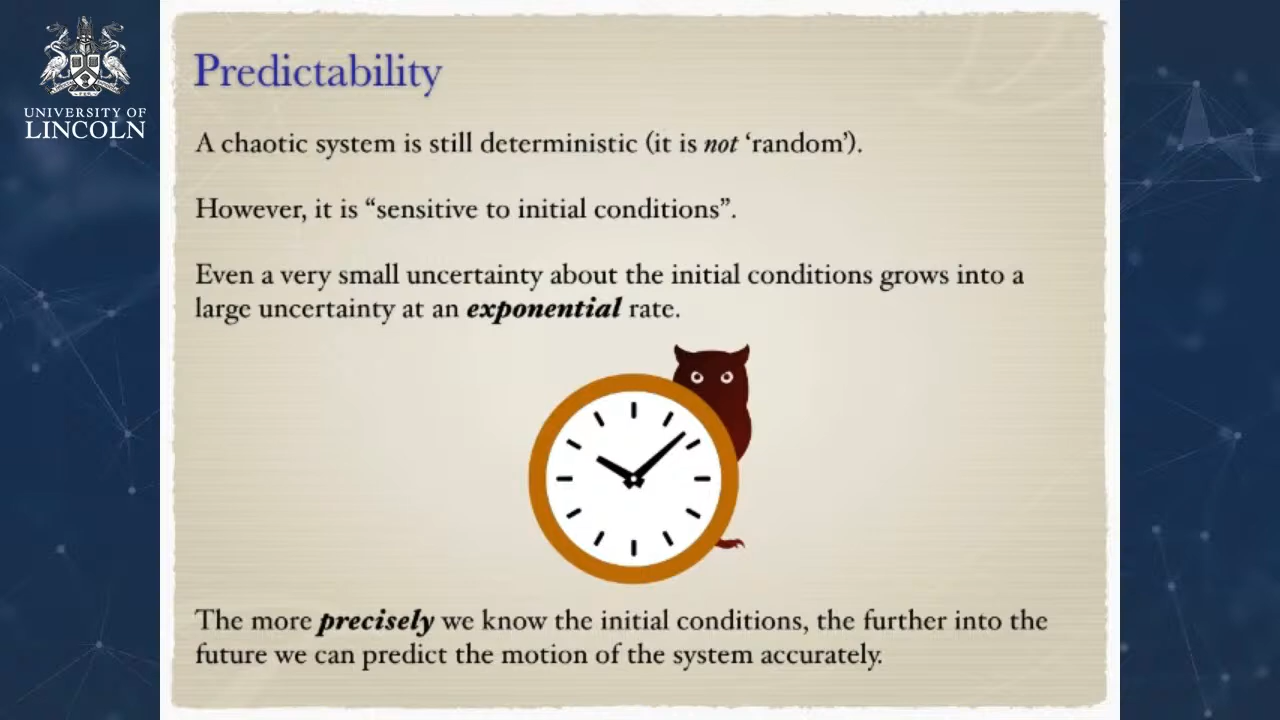 UNIVERSITY OF
LINCOLN
Predictability
A chaotic system is still deterministic (it is not ‘random’).
However, it is “sensitive to initial conditions”.
Even a very small uncertainty about the initial conditions grows into a
large uncertainty at an exponential rate.
The more precisely we know the initial conditions, the further into the
future we can predict the motion of the system accurately.